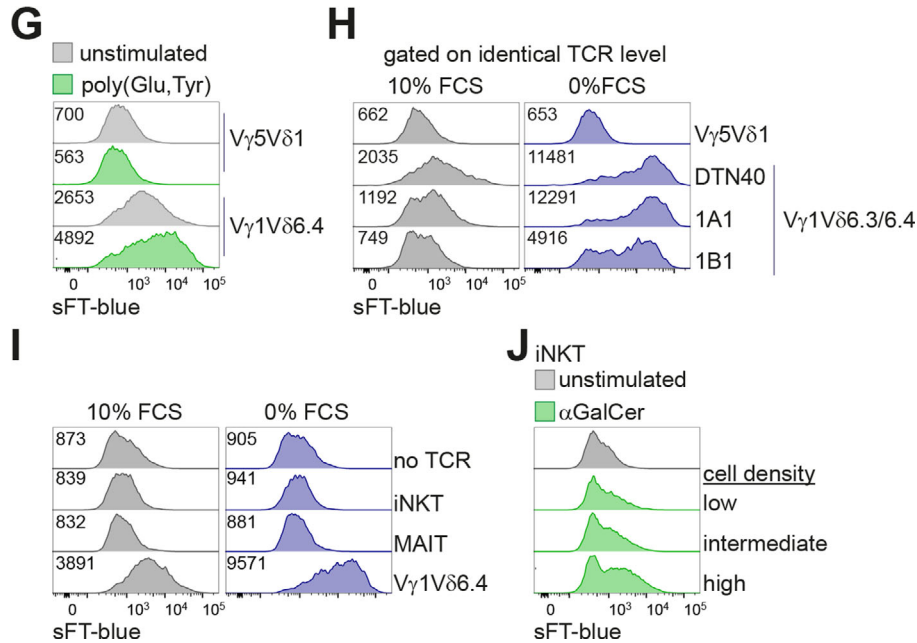 G
unstimulated
poly(Glu,Tyr)
700
563
2653
4892
Vγ5Vδ1
Vγ1Vδ6.4
0 10³ 10⁴ 10⁵
sFT-blue
H
gated on identical TCR level
10% FCS 0%FCS
662 653 Vγ5Vδ1
2035 11481 DTN40
1192 12291 1A1
749 4916 1B1
Vγ1Vδ6.3/6.4
0 10³ 10⁴ 10⁵
sFT-blue
I
10% FCS 0% FCS
873 905 no TCR
839 941 iNKT
832 881 MAIT
3891 9571 Vγ1Vδ6.4
0 10³ 10⁴ 10⁵ 0 10³ 10⁴ 10⁵
sFT-blue
J
iNKT
unstimulated
αGalCer
cell density
low
intermediate
high
0 10³ 10⁴ 10⁵
sFT-blue